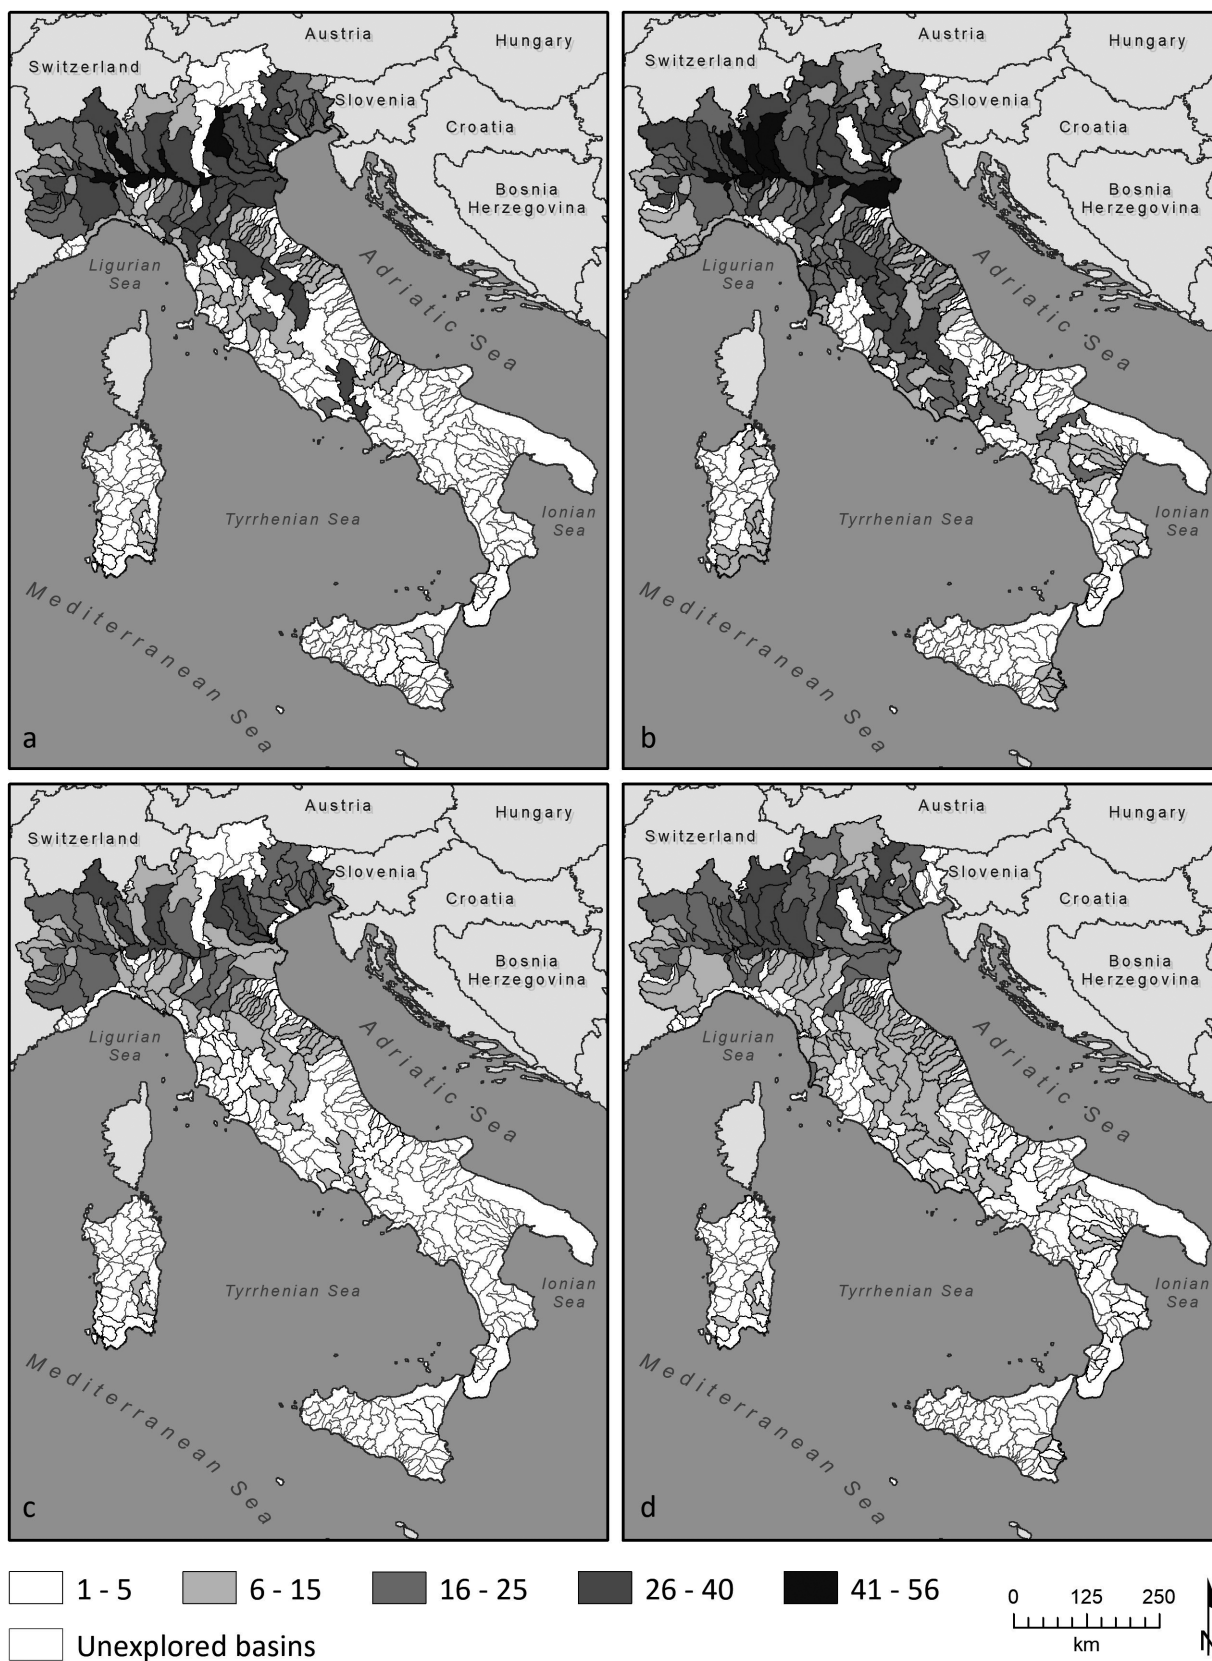 Austria
Hungary
Switzerland
Slovenia
Croatia
Bosnia
Herzegovina
Ligurian
Sea
Adriatic Sea
Tyrrhenian Sea
Ionian
Sea
Mediterranean Sea
a
Austria
Hungary
Switzerland
Slovenia
Croatia
Bosnia
Herzegovina
Ligurian
Sea
Adriatic Sea
Tyrrhenian Sea
Ionian
Sea
Mediterranean Sea
b
Austria
Hungary
Switzerland
Slovenia
Croatia
Bosnia
Herzegovina
Ligurian
Sea
Adriatic Sea
Tyrrhenian Sea
Ionian
Sea
Mediterranean Sea
c
Austria
Hungary
Switzerland
Slovenia
Croatia
Bosnia
Herzegovina
Ligurian
Sea
Adriatic Sea
Tyrrhenian Sea
Ionian
Sea
Mediterranean Sea
d
1 - 5 6 - 15 16 - 25 26 - 40 41 - 56
Unexplored basins
0 125 250
km
N